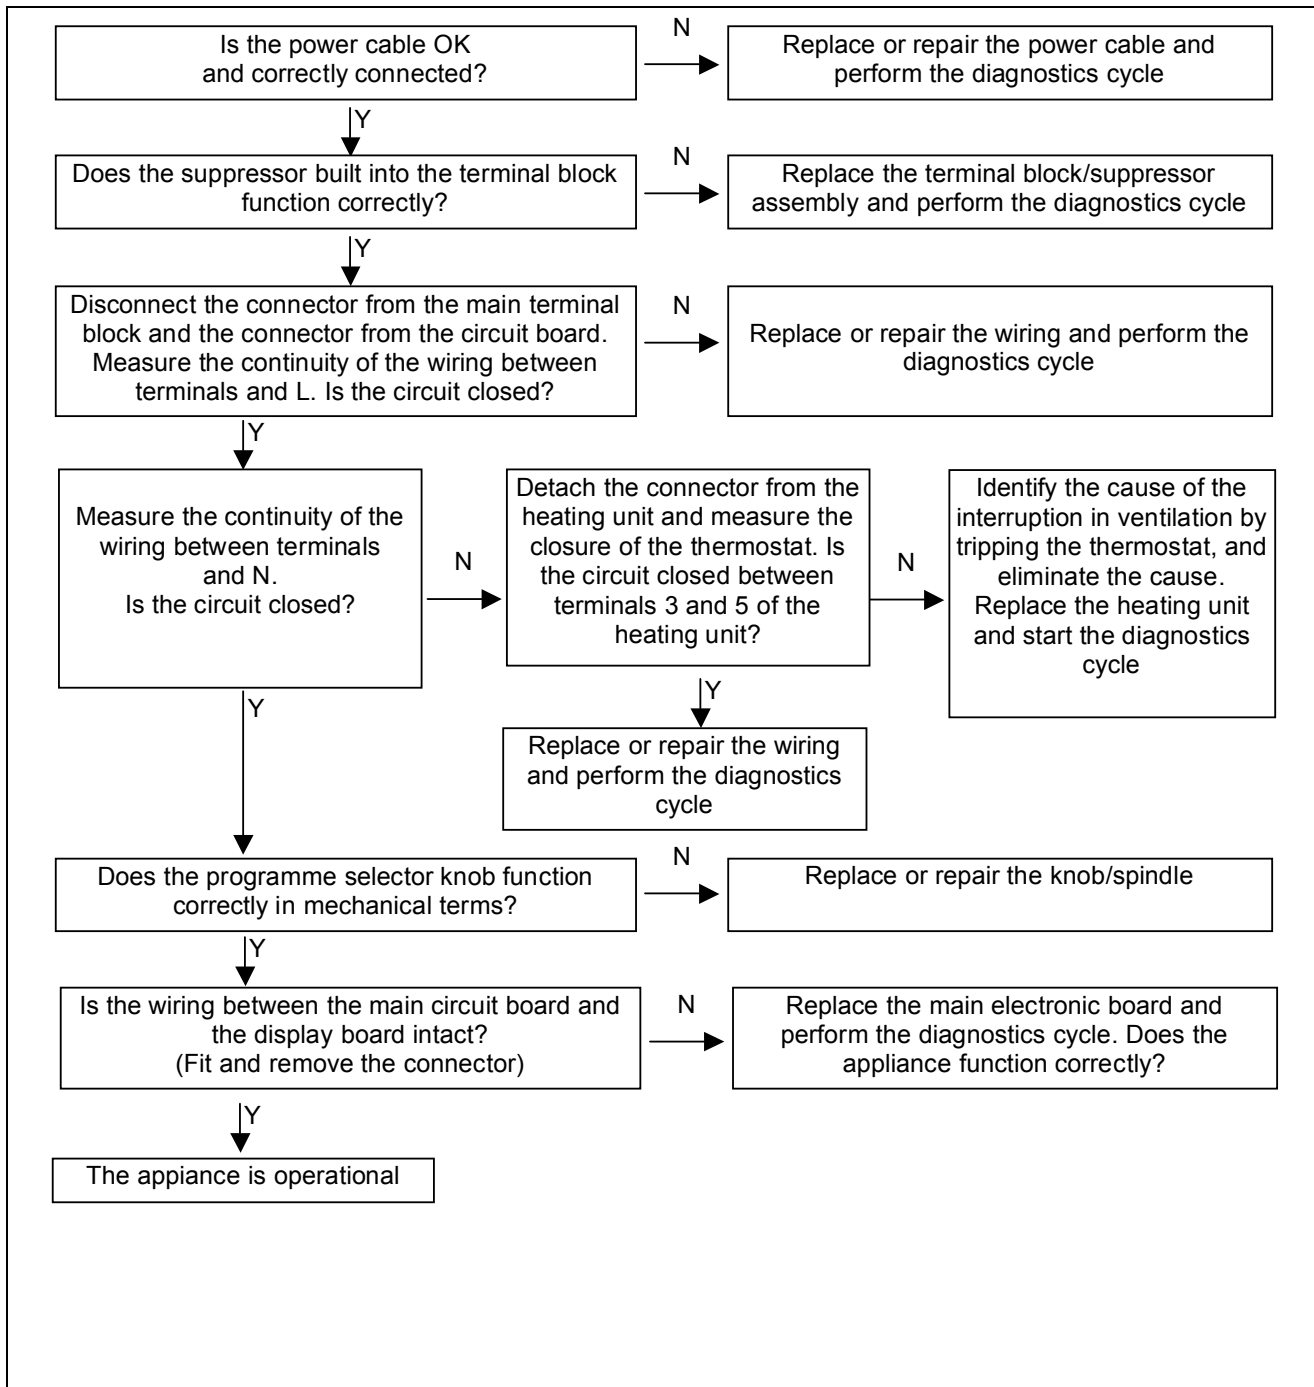 Is the power cable OK
and correctly connected?
N
Replace or repair the power cable and
perform the diagnostics cycle
Y
Does the suppressor built into the terminal block
function correctly?
N
Replace the terminal block/suppressor
assembly and perform the diagnostics cycle
Y
Disconnect the connector from the main terminal
block and the connector from the circuit board.
Measure the continuity of the wiring between
terminals and L. Is the circuit closed?
N
Replace or repair the wiring and perform the
diagnostics cycle
Y
Measure the continuity of the
wiring between terminals
and N.
Is the circuit closed?
N
Detach the connector from the
heating unit and measure the
closure of the thermostat. Is
the circuit closed between
terminals 3 and 5 of the
heating unit?
N
Identify the cause of the
interruption in ventilation by
tripping the thermostat, and
eliminate the cause.
Replace the heating unit
and start the diagnostics
cycle
Y
Replace or repair the wiring
and perform the diagnostics
cycle
Y
Does the programme selector knob function
correctly in mechanical terms?
N
Replace or repair the knob/spindle
Y
Is the wiring between the main circuit board and
the display board intact?
(Fit and remove the connector)
N
Replace the main electronic board and
perform the diagnostics cycle. Does the
appliance function correctly?
Y
The appiance is operational